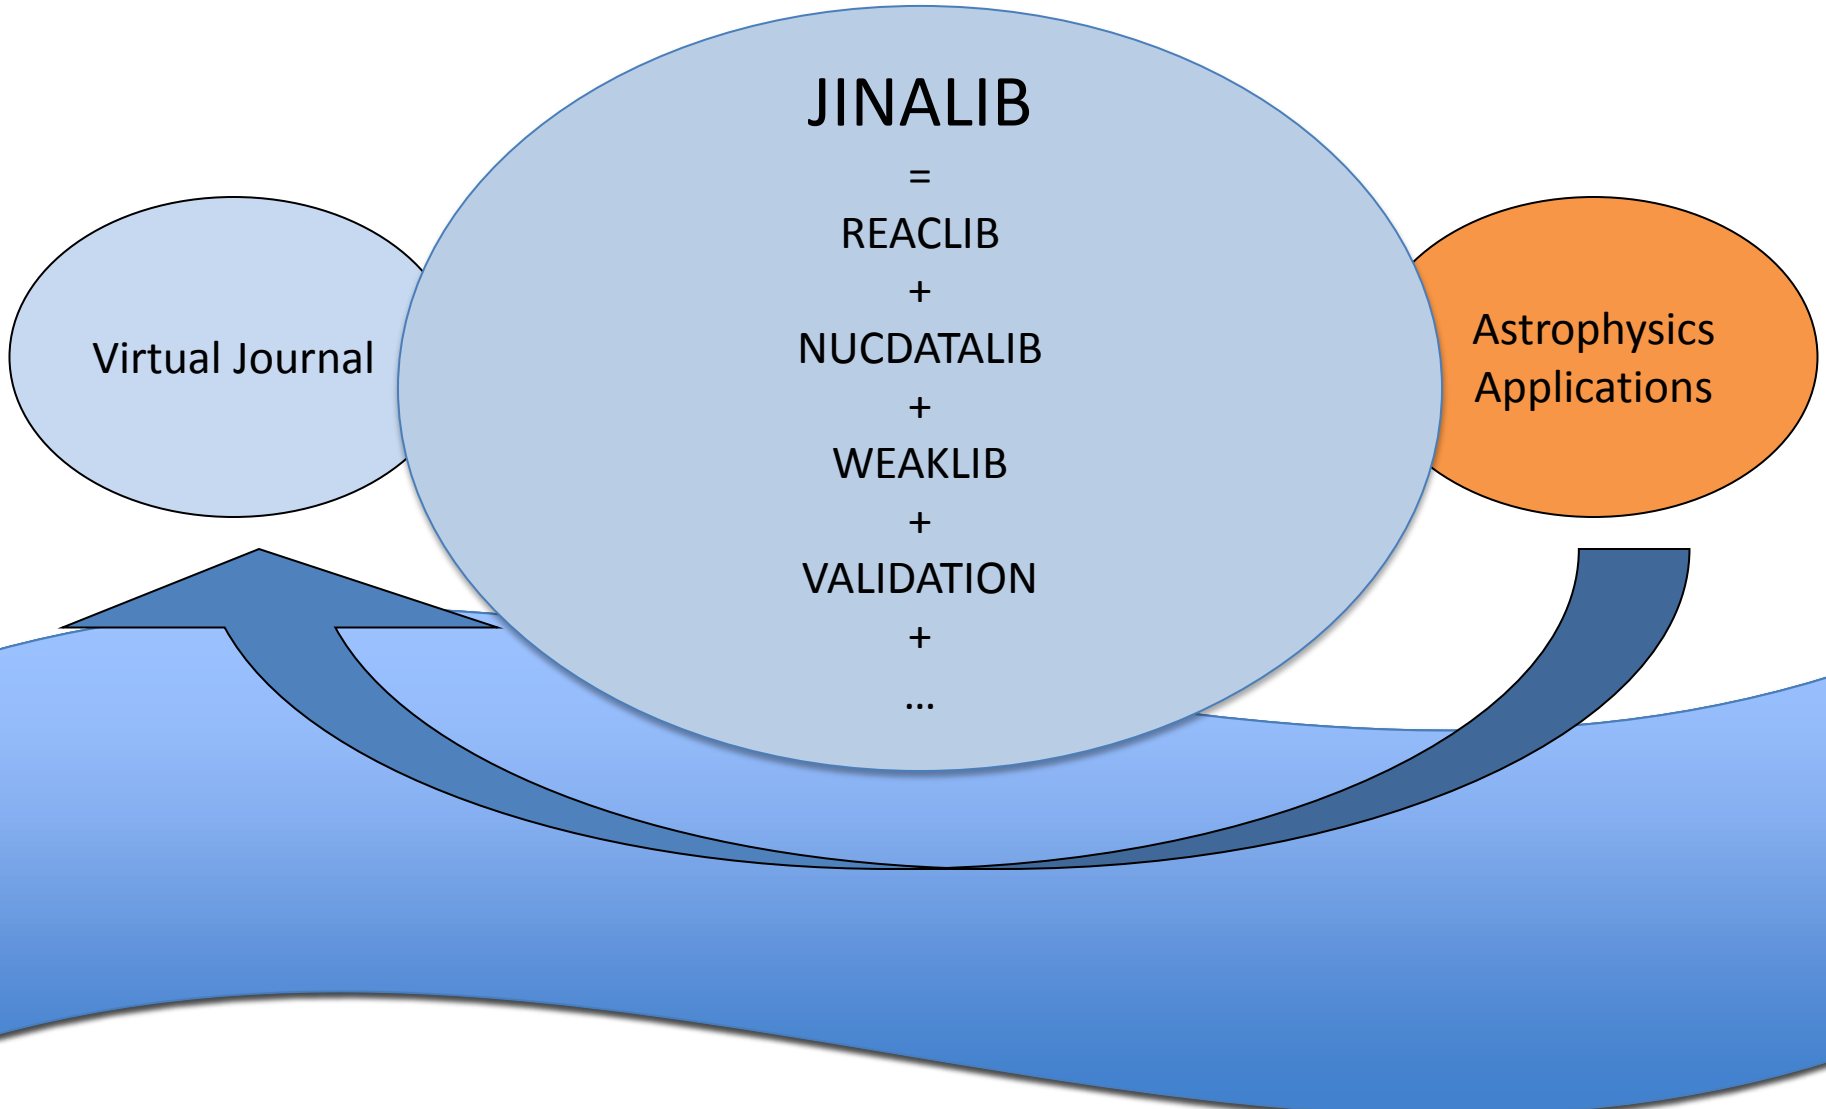 JINALIB
=
REACLIB
+
NUCDATALIB
+
WEAKLIB
+
VALIDATION
+
...
Virtual Journal
Astrophysics
Applications